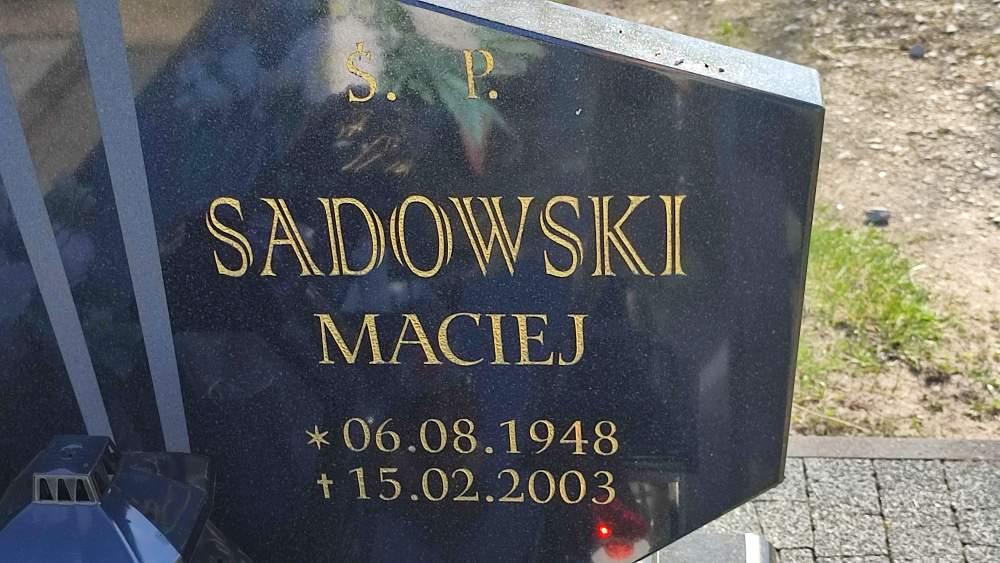 Ś. P.
SADOWSKI
MACIEJ
* 06.08.1948
† 15.02.2003